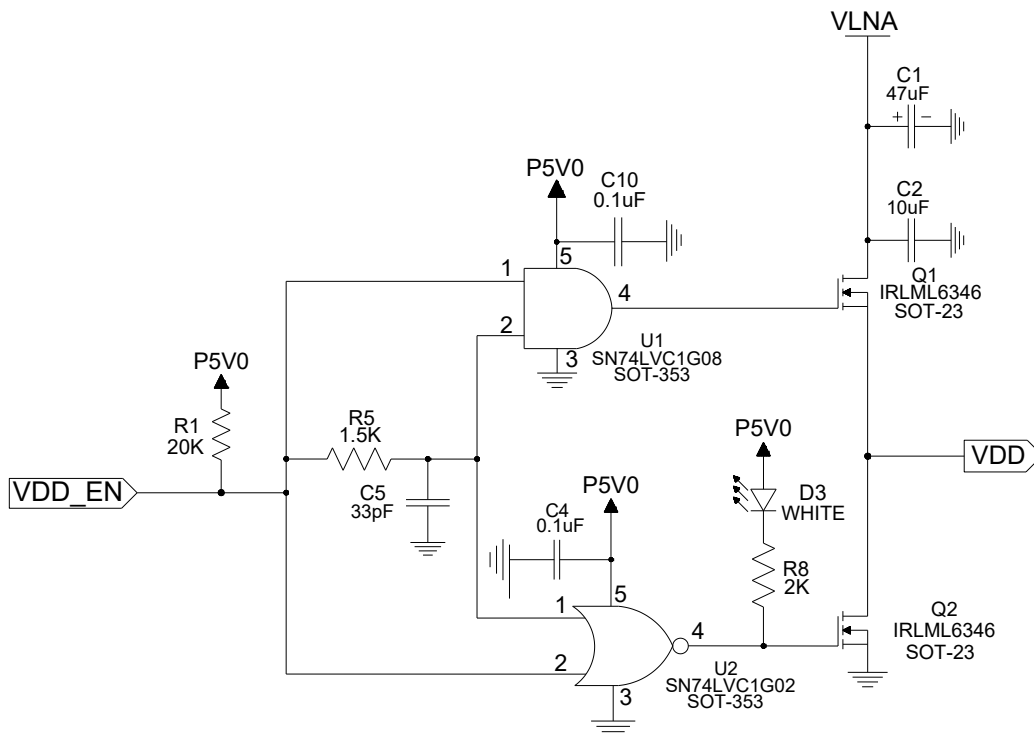 VLNA
C1
47uF
+ −
P5V0
C10
0.1uF
C2
10uF
5
1
4
2
3
Q1
IRLML6346
SOT-23
U1
SN74LVC1G08
SOT-353
P5V0
R1
20K
R5
1.5K
P5V0
VDD
VDD_EN
C5
33pF
C4
0.1uF
P5V0
D3
WHITE
R8
2K
5
1
4
2
3
Q2
IRLML6346
SOT-23
U2
SN74LVC1G02
SOT-353